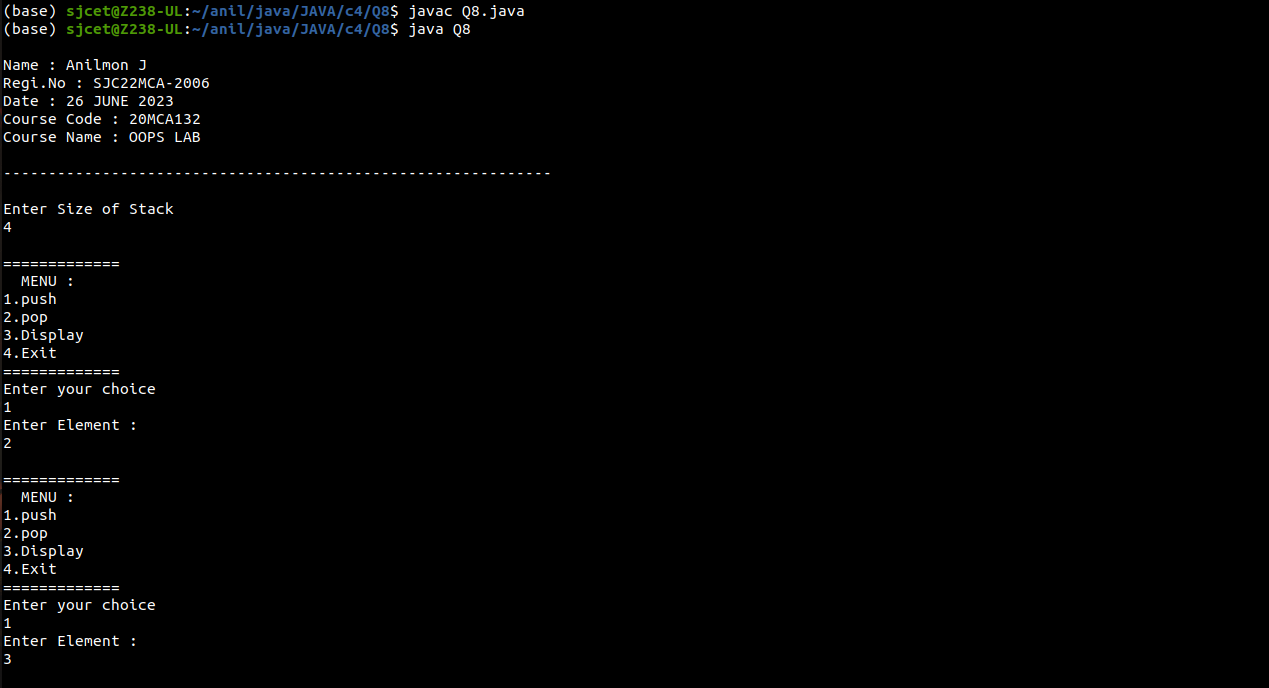 (base) sjcet@Z238-UL:~/anil/java/JAVA/c4/Q8$ javac Q8.java
(base) sjcet@Z238-UL:~/anil/java/JAVA/c4/Q8$ java Q8
Name : Anilmon J
Regi.No : SJC22MCA-2006
Date : 26 JUNE 2023
Course Code : 20MCA132
Course Name : OOPS LAB
-------------------------------------------------------------
Enter Size of Stack
4
=============
  MENU :
1.push
2.pop
3.Display
4.Exit
=============
Enter your choice
1
Enter Element :
2
=============
  MENU :
1.push
2.pop
3.Display
4.Exit
=============
Enter your choice
1
Enter Element :
3